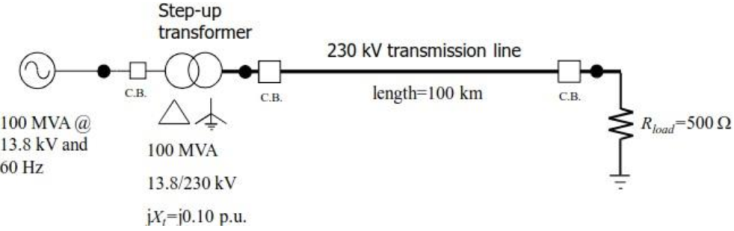 Step-up
transformer
230 kV transmission line
C.B.
C.B.
length=100 km
C.B.
R_load=500 Ω
100 MVA @
13.8 kV and
60 Hz
100 MVA
13.8/230 kV
jX_t=j0.10 p.u.